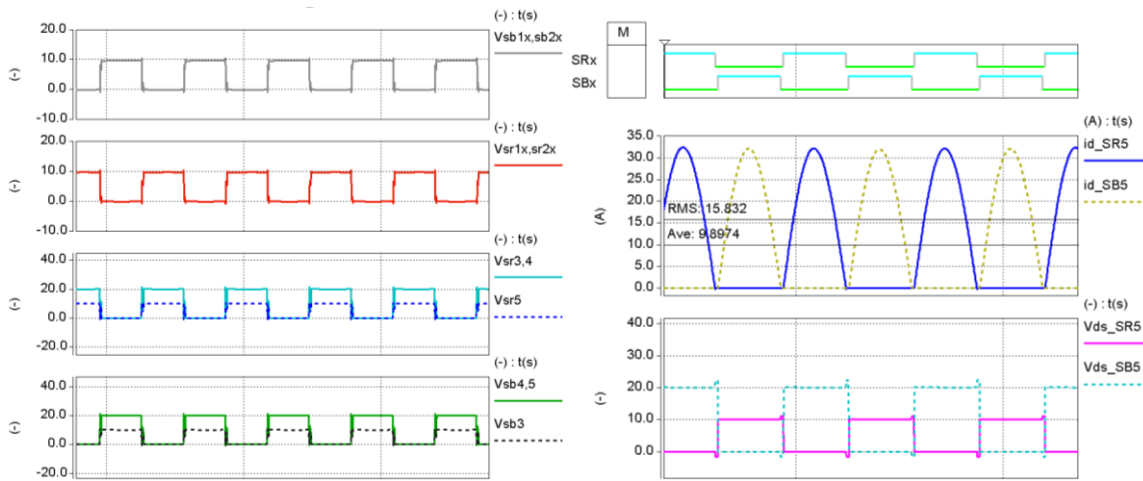 (-) : t(s)
Vsb1x,sb2x
20.0
10.0
0.0
-10.0
(-)
(-) : t(s)
Vsr1x,sr2x
20.0
10.0
0.0
-10.0
(-)
(-) : t(s)
Vsr3,4
Vsr5
40.0
20.0
0.0
-20.0
(-)
(-) : t(s)
Vsb4,5
Vsb3
40.0
20.0
0.0
-20.0
(-)
M
SRx
SBx
(A) : t(s)
id_SR5
id_SB5
35.0
30.0
25.0
20.0
15.0
10.0
5.0
0.0
(A)
RMS: 15.832
Ave: 9.8974
(-) : t(s)
Vds_SR5
Vds_SB5
40.0
30.0
20.0
10.0
0.0
(-)